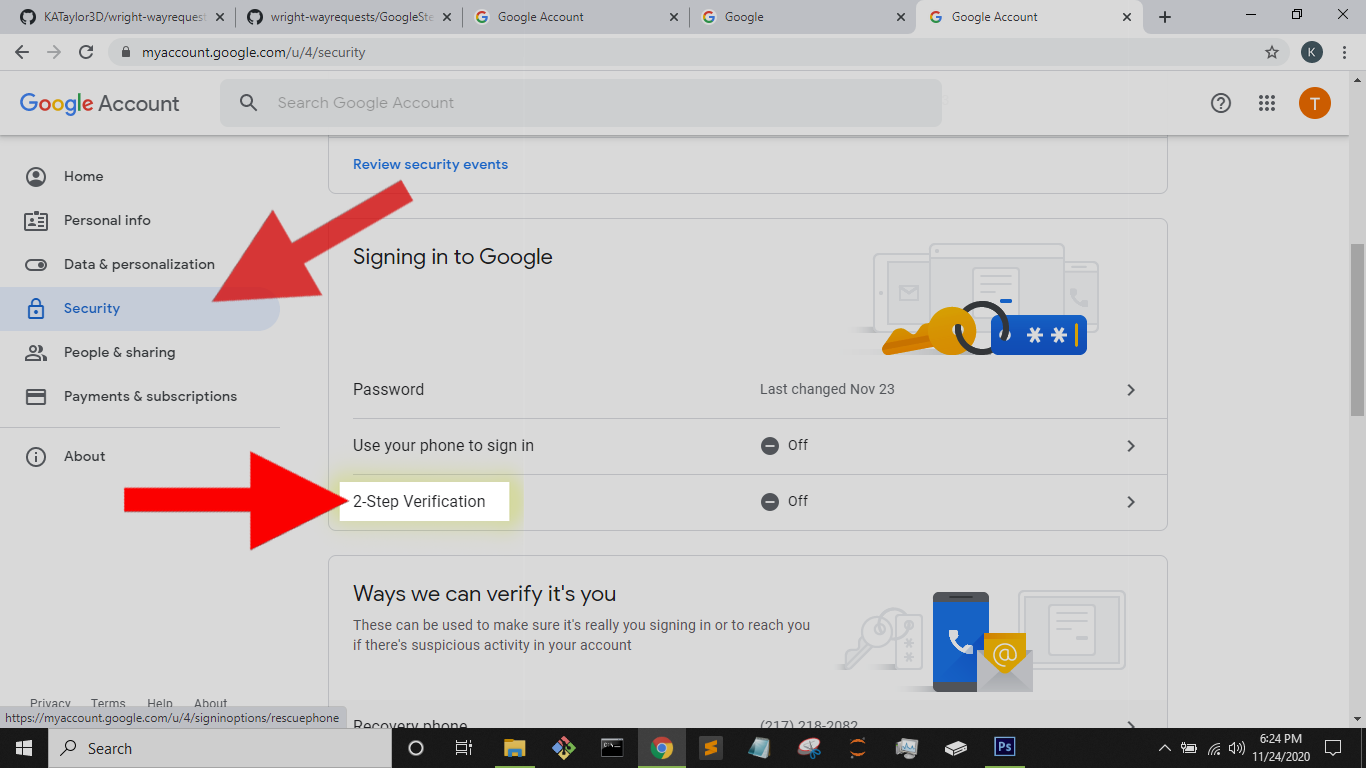 KATaylor3D/wright-wayrequest
wright-wayrequests/GoogleSte
Google Account
Google
Google Account
myaccount.google.com/u/4/security
K
Google Account
Search Google Account
T
Review security events
Home
Personal info
Data & personalization
Security
People & sharing
Payments & subscriptions
About
Signing in to Google
**
Password
Last changed Nov 23
Use your phone to sign in
Off
2-Step Verification
Off
Ways we can verify it's you
These can be used to make sure it's really you signing in or to reach you
if there's suspicious activity in your account
@
Recovery phone
(217) 218-2082
Privacy Terms Help About
https://myaccount.google.com/u/4/signinoptions/rescuephone
Search
Ps
6:24 PM
11/24/2020